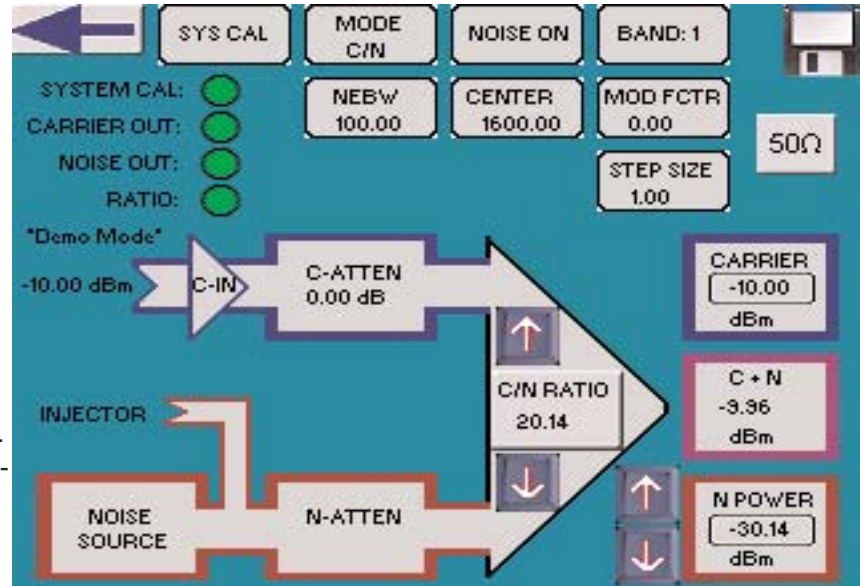 SYS CAL
MODE
C/N
NOISE ON
BAND: 1
SYSTEM CAL:
CARRIER OUT:
NOISE OUT:
RATIO:
NEBW
100.00
CENTER
1600.00
MOD FCTR
0.00
50Ω
STEP SIZE
1.00
"Demo Mode"
-10.00 dBm
C-IN
C-ATTEN
0.00 dB
CARRIER
-10.00
dBm
C/N RATIO
20.14
C + N
-9.96
dBm
INJECTOR
NOISE
SOURCE
N-ATTEN
N POWER
-30.14
dBm